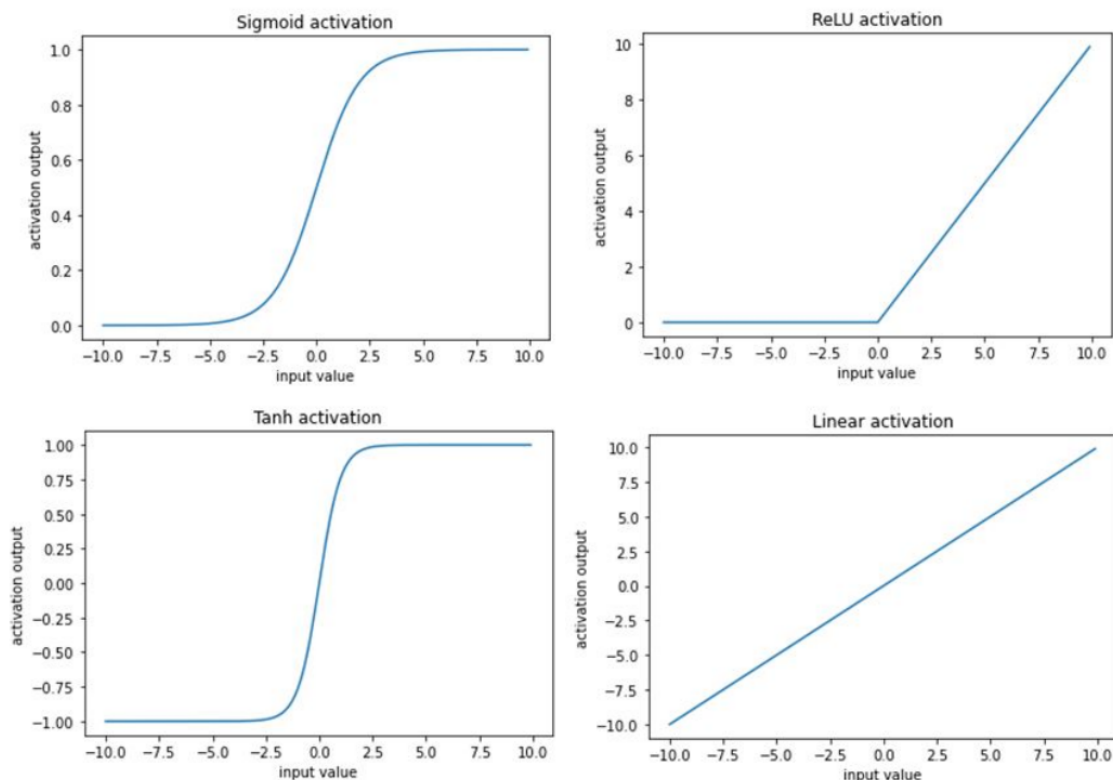 Sigmoid activation
1.0
0.8
0.6
0.4
0.2
0.0
activation output
−10.0 −7.5 −5.0 −2.5 0.0 2.5 5.0 7.5 10.0
input value
ReLU activation
10
8
6
4
2
0
activation output
−10.0 −7.5 −5.0 −2.5 0.0 2.5 5.0 7.5 10.0
input value
Tanh activation
1.00
0.75
0.50
0.25
0.00
−0.25
−0.50
−0.75
−1.00
activation output
−10.0 −7.5 −5.0 −2.5 0.0 2.5 5.0 7.5 10.0
input value
Linear activation
10.0
7.5
5.0
2.5
0.0
−2.5
−5.0
−7.5
−10.0
activation output
−10.0 −7.5 −5.0 −2.5 0.0 2.5 5.0 7.5 10.0
input value